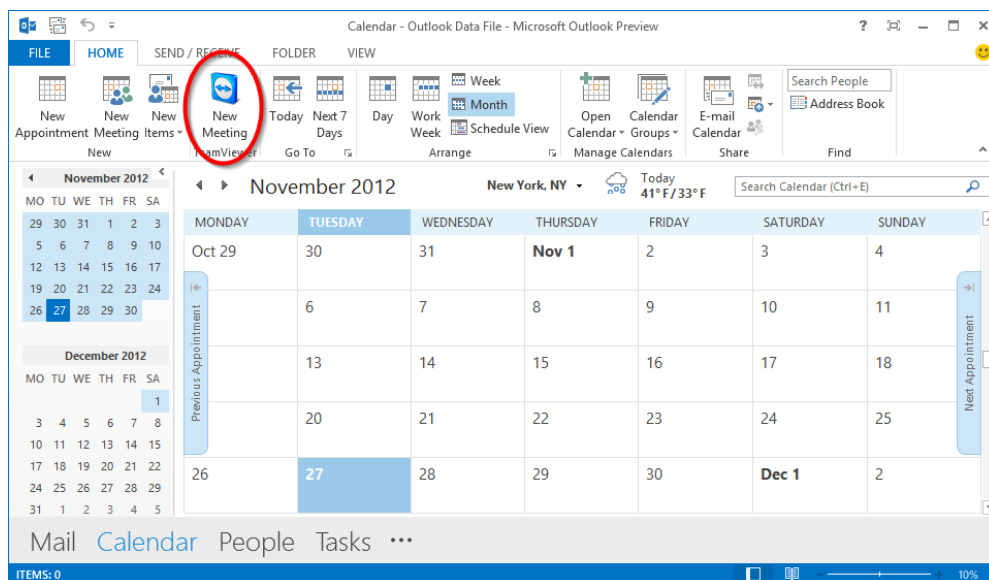 Calendar - Outlook Data File - Microsoft Outlook Preview
FILE HOME SEND / RECEIVE FOLDER VIEW
New Appointment
New Meeting
New Items
New
New Meeting
TeamViewer
Today
Next 7 Days
Go To
Day
Work Week
Week
Month
Schedule View
Arrange
Open Calendar
Calendar Groups
Manage Calendars
E-mail Calendar
Share
Search People
Address Book
Find
November 2012
MO TU WE TH FR SA
29 30 31 1 2 3
5 6 7 8 9 10
12 13 14 15 16 17
19 20 21 22 23 24
26 27 28 29 30
December 2012
MO TU WE TH FR SA
1
3 4 5 6 7 8
10 11 12 13 14 15
17 18 19 20 21 22
24 25 26 27 28 29
31 1 2 3 4 5
November 2012
New York, NY
Today
41° F / 33° F
Search Calendar (Ctrl+E)
MONDAY TUESDAY WEDNESDAY THURSDAY FRIDAY SATURDAY SUNDAY
Oct 29 30 31 Nov 1 2 3 4
6 7 8 9 10 11
13 14 15 16 17 18
20 21 22 23 24 25
26 27 28 29 30 Dec 1 2
Previous Appointment
Next Appointment
Mail Calendar People Tasks •••
ITEMS: 0
10%